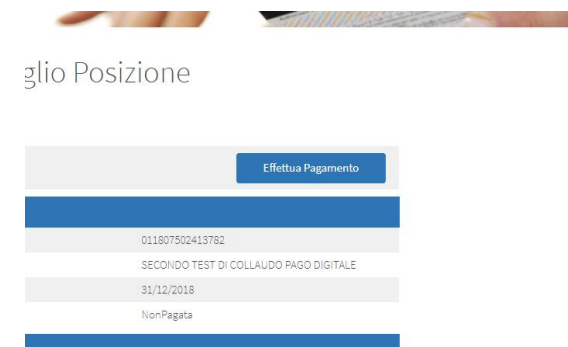 glio Posizione
Effettua Pagamento
011807502413782
SECONDO TEST DI COLLAUDO PAGO DIGITALE
31/12/2018
NonPagata